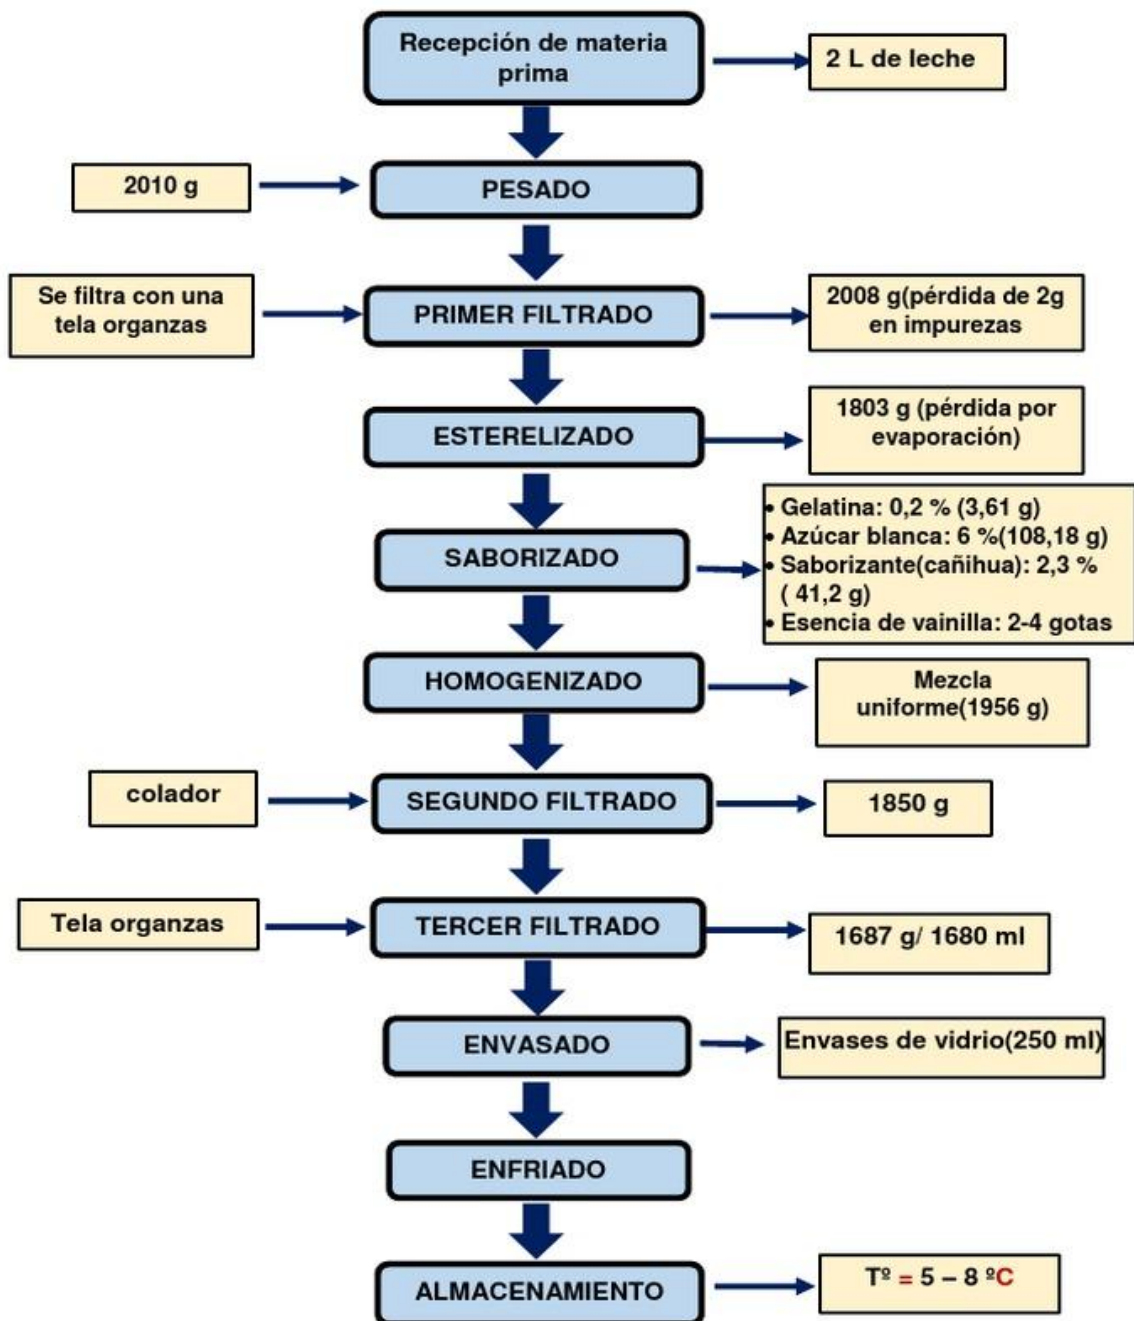 Recepción de materia
prima
2 L de leche
2010 g
PESADO
Se filtra con una
tela organzas
PRIMER FILTRADO
2008 g(pérdida de 2g
en impurezas
ESTERELIZADO
1803 g (pérdida por
evaporación)
SABORIZADO
• Gelatina: 0,2 % (3,61 g)
• Azúcar blanca: 6 %(108,18 g)
• Saborizante(cañihua): 2,3 %
( 41,2 g)
• Esencia de vainilla: 2-4 gotas
HOMOGENIZADO
Mezcla
uniforme(1956 g)
colador
SEGUNDO FILTRADO
1850 g
Tela organzas
TERCER FILTRADO
1687 g/ 1680 ml
ENVASADO
Envases de vidrio(250 ml)
ENFRIADO
ALMACENAMIENTO
Tº = 5 – 8 ºC